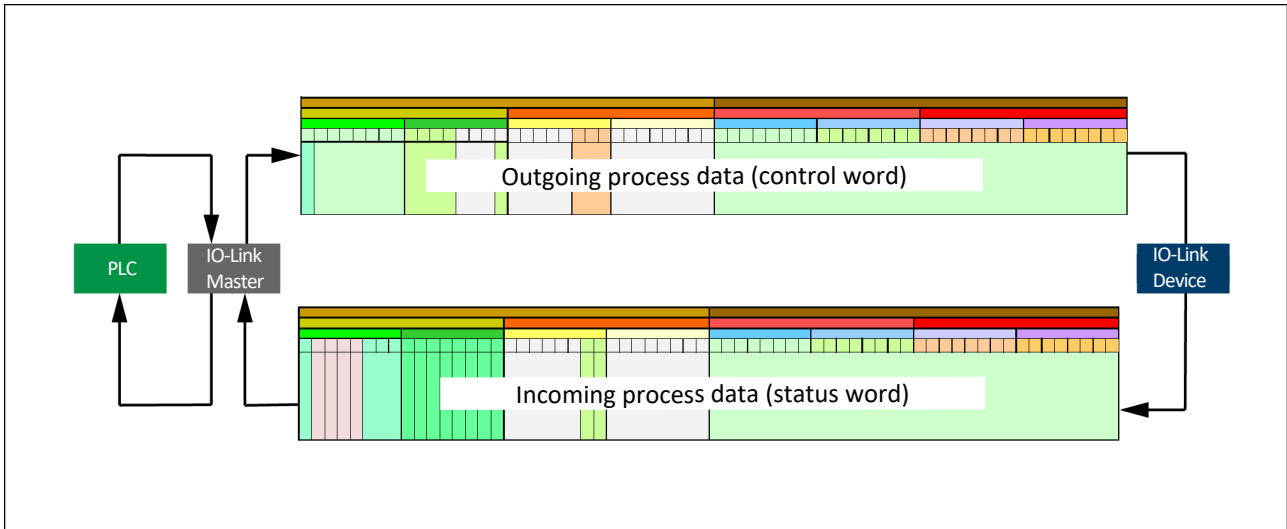 Outgoing process data (control word)
PLC
IO-Link
Master
IO-Link
Device
Incoming process data (status word)